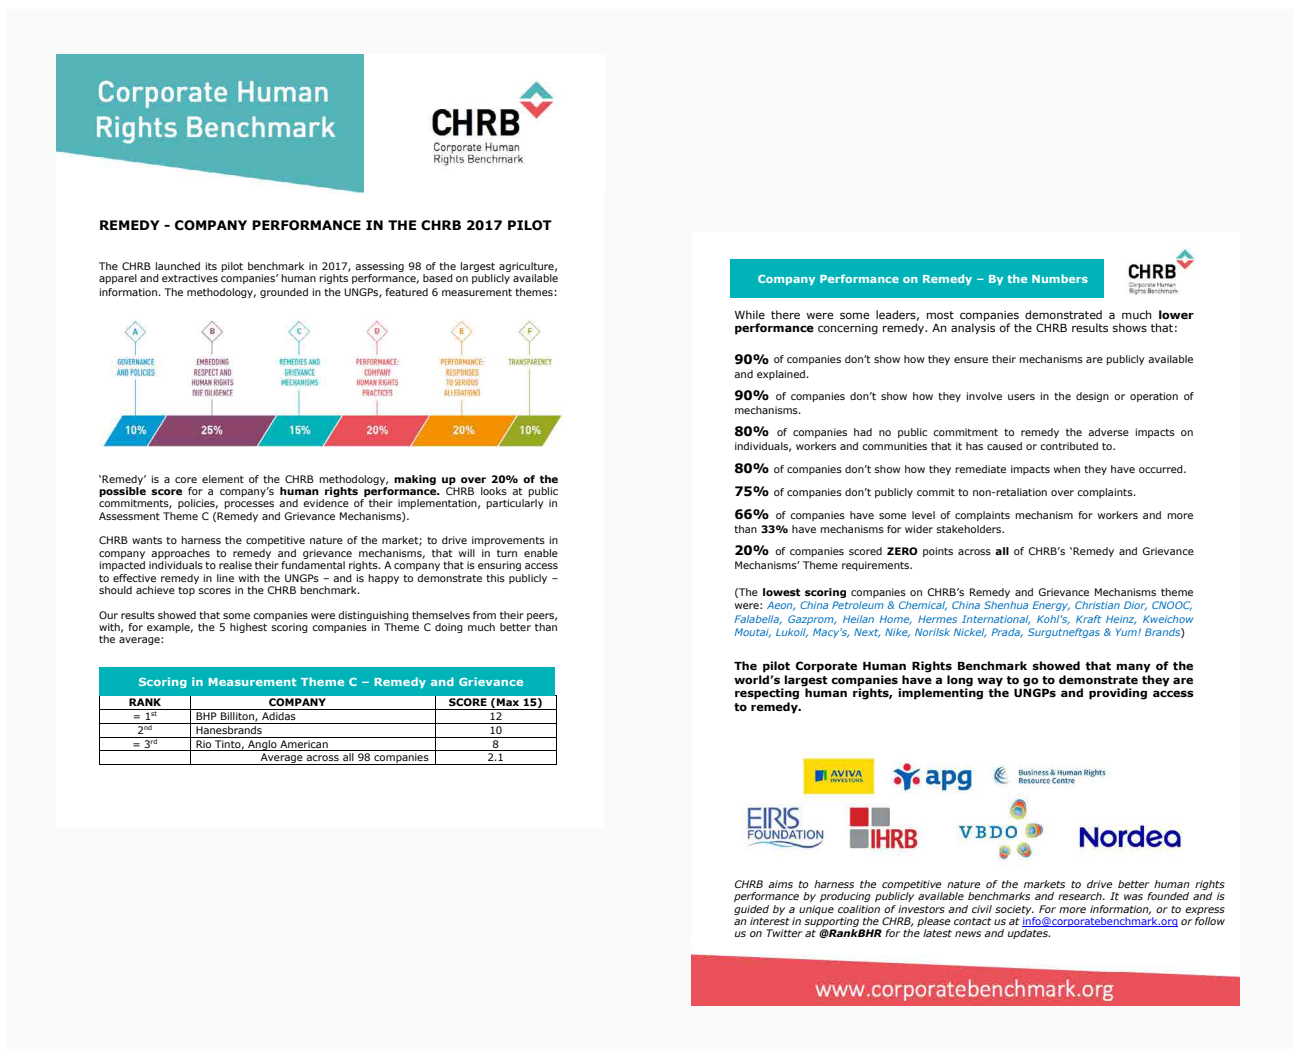 Corporate Human
Rights Benchmark
CHRB
Corporate Human
Rights Benchmark
REMEDY - COMPANY PERFORMANCE IN THE CHRB 2017 PILOT
The CHRB launched its pilot benchmark in 2017, assessing 98 of the largest agriculture,
apparel and extractives companies' human rights performance, based on publicly available
information. The methodology, grounded in the UNGPs, featured 6 measurement themes:
A B C D E F
GOVERNANCE
AND POLICIES
EMBEDDING
RESPECT AND
HUMAN RIGHTS
DUE DILIGENCE
REMEDIES AND
GRIEVANCE
MECHANISMS
PERFORMANCE:
COMPANY
HUMAN RIGHTS
PRACTICES
PERFORMANCE:
RESPONSES
TO SERIOUS
ALLEGATIONS
TRANSPARENCY
10% 25% 15% 20% 20% 10%
‘Remedy’ is a core element of the CHRB methodology, making up over 20% of the
possible score for a company's human rights performance. CHRB looks at public
commitments, policies, processes and evidence of their implementation, particularly in
Assessment Theme C (Remedy and Grievance Mechanisms).
CHRB wants to harness the competitive nature of the market; to drive improvements in
company approaches to remedy and grievance mechanisms, that will in turn enable
impacted individuals to realise their fundamental rights. A company that is ensuring access
to effective remedy in line with the UNGPs – and is happy to demonstrate this publicly –
should achieve top scores in the CHRB benchmark.
Our results showed that some companies were distinguishing themselves from their peers,
with, for example, the 5 highest scoring companies in Theme C doing much better than
the average:
Scoring in Measurement Theme C – Remedy and Grievance
RANK COMPANY SCORE (Max 15)
= 1st BHP Billiton, Adidas 12
2nd Hanesbrands 10
= 3rd Rio Tinto, Anglo American 8
Average across all 98 companies 2.1
Company Performance on Remedy – By the Numbers
CHRB
Corporate Human
Rights Benchmark
While there were some leaders, most companies demonstrated a much lower
performance concerning remedy. An analysis of the CHRB results shows that:
90% of companies don't show how they ensure their mechanisms are publicly available
and explained.
90% of companies don't show how they involve users in the design or operation of
mechanisms.
80% of companies had no public commitment to remedy the adverse impacts on
individuals, workers and communities that it has caused or contributed to.
80% of companies don't show how they remediate impacts when they have occurred.
75% of companies don't publicly commit to non-retaliation over complaints.
66% of companies have some level of complaints mechanism for workers and more
than 33% have mechanisms for wider stakeholders.
20% of companies scored ZERO points across all of CHRB's ‘Remedy and Grievance
Mechanisms’ Theme requirements.
(The lowest scoring companies on CHRB's Remedy and Grievance Mechanisms theme
were: Aeon, China Petroleum & Chemical, China Shenhua Energy, Christian Dior, CNOOC,
Falabella, Gazprom, Heilan Home, Hermes International, Kohl's, Kraft Heinz, Kweichow
Moutai, Lukoil, Macy's, Next, Nike, Norilsk Nickel, Prada, Surgutneftgas & Yum! Brands)
The pilot Corporate Human Rights Benchmark showed that many of the
world's largest companies have a long way to go to demonstrate they are
respecting human rights, implementing the UNGPs and providing access
to remedy.
AVIVA
INVESTORS
apg
Business & Human Rights
Resource Centre
EIRIS
FOUNDATION
IHRB
VBDO
Nordea
CHRB aims to harness the competitive nature of the markets to drive better human rights
performance by producing publicly available benchmarks and research. It was founded and is
guided by a unique coalition of investors and civil society. For more information, or to express
an interest in supporting the CHRB, please contact us at info@corporatebenchmark.org or follow
us on Twitter at @RankBHR for the latest news and updates.
www.corporatebenchmark.org